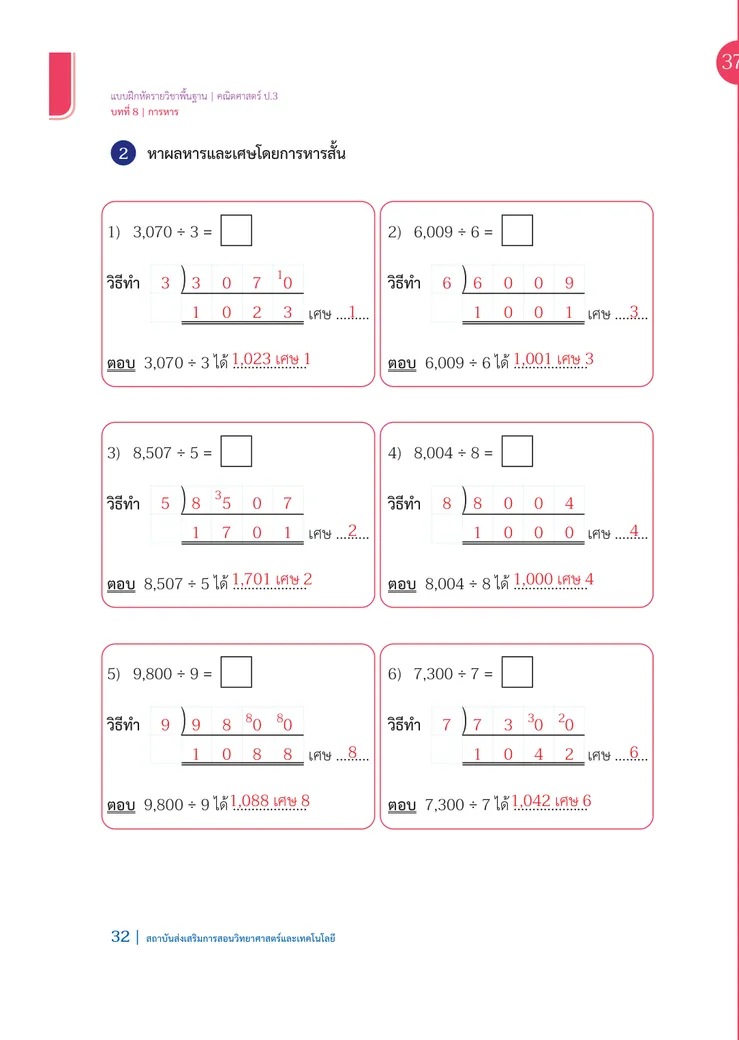 37
แบบฝึกหัดรายวิชาพื้นฐาน | คณิตศาสตร์ ป.3
บทที่ 8 | การหาร
2 หาผลหารและเศษโดยการหารสั้น
1) 3,070 ÷ 3 =
วิธีทำ 3 ) 3 0 7 ¹0
1 0 2 3 เศษ ...1......
ตอบ 3,070 ÷ 3 ได้ 1,023 เศษ 1
2) 6,009 ÷ 6 =
วิธีทำ 6 ) 6 0 0 9
1 0 0 1 เศษ ...3......
ตอบ 6,009 ÷ 6 ได้ 1,001 เศษ 3
3) 8,507 ÷ 5 =
วิธีทำ 5 ) 8 ³5 0 7
1 7 0 1 เศษ ...2......
ตอบ 8,507 ÷ 5 ได้ 1,701 เศษ 2
4) 8,004 ÷ 8 =
วิธีทำ 8 ) 8 0 0 4
1 0 0 0 เศษ ...4......
ตอบ 8,004 ÷ 8 ได้ 1,000 เศษ 4
5) 9,800 ÷ 9 =
วิธีทำ 9 ) 9 8 ⁸0 ⁸0
1 0 8 8 เศษ ...8......
ตอบ 9,800 ÷ 9 ได้ 1,088 เศษ 8
6) 7,300 ÷ 7 =
วิธีทำ 7 ) 7 3 ³0 ²0
1 0 4 2 เศษ ...6......
ตอบ 7,300 ÷ 7 ได้ 1,042 เศษ 6
32 | สถาบันส่งเสริมการสอนวิทยาศาสตร์และเทคโนโลยี